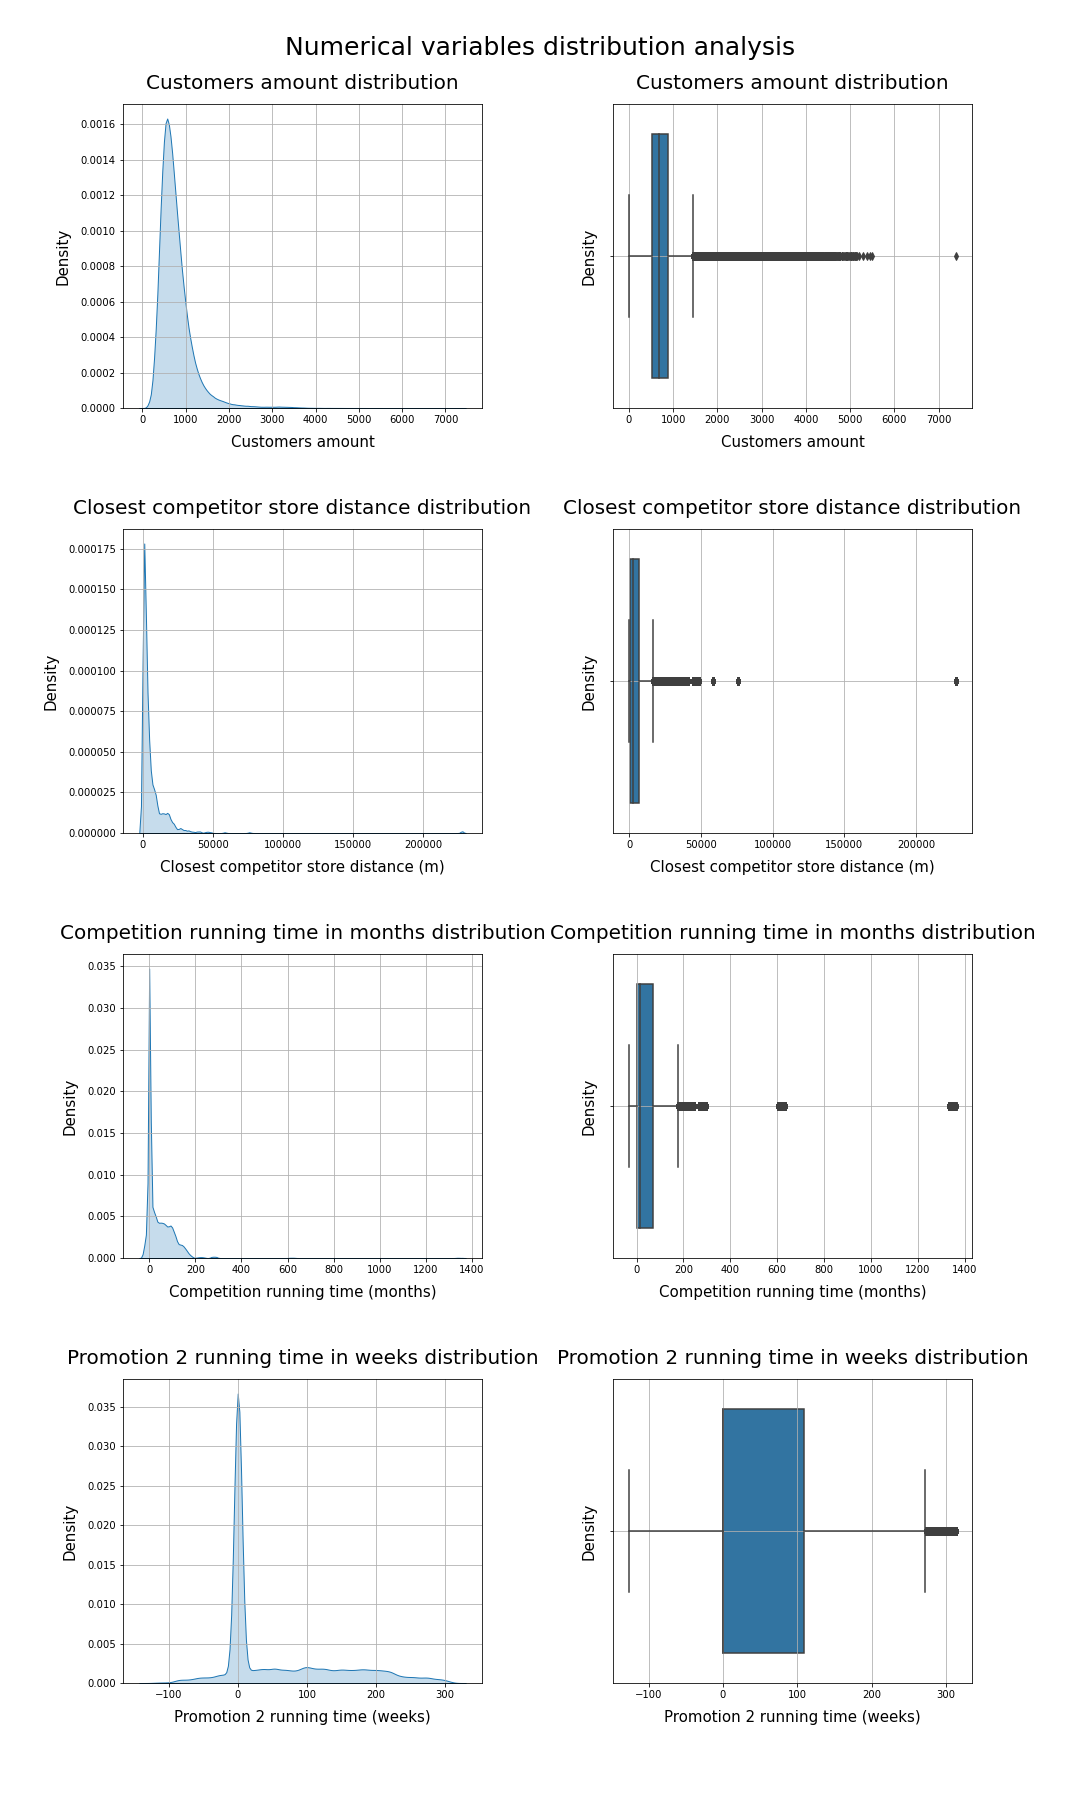 Numerical variables distribution analysis
Customers amount distribution
0.0016
0.0014
0.0012
0.0010
0.0008
0.0006
0.0004
0.0002
0.0000
Density
0 1000 2000 3000 4000 5000 6000 7000
Customers amount
Customers amount distribution
Density
0 1000 2000 3000 4000 5000 6000 7000
Customers amount
Closest competitor store distance distribution
0.000175
0.000150
0.000125
0.000100
0.000075
0.000050
0.000025
0.000000
Density
0 50000 100000 150000 200000
Closest competitor store distance (m)
Closest competitor store distance distribution
Density
0 50000 100000 150000 200000
Closest competitor store distance (m)
Competition running time in months distribution
0.035
0.030
0.025
0.020
0.015
0.010
0.005
0.000
Density
0 200 400 600 800 1000 1200 1400
Competition running time (months)
Competition running time in months distribution
Density
0 200 400 600 800 1000 1200 1400
Competition running time (months)
Promotion 2 running time in weeks distribution
0.035
0.030
0.025
0.020
0.015
0.010
0.005
0.000
Density
−100 0 100 200 300
Promotion 2 running time (weeks)
Promotion 2 running time in weeks distribution
Density
−100 0 100 200 300
Promotion 2 running time (weeks)